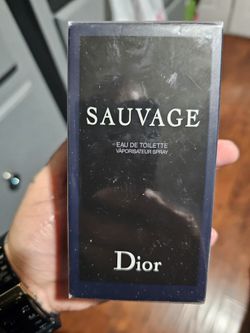 SAUVAGE
EAU DE TOILETTE
VAPORISATEUR SPRAY
Dior